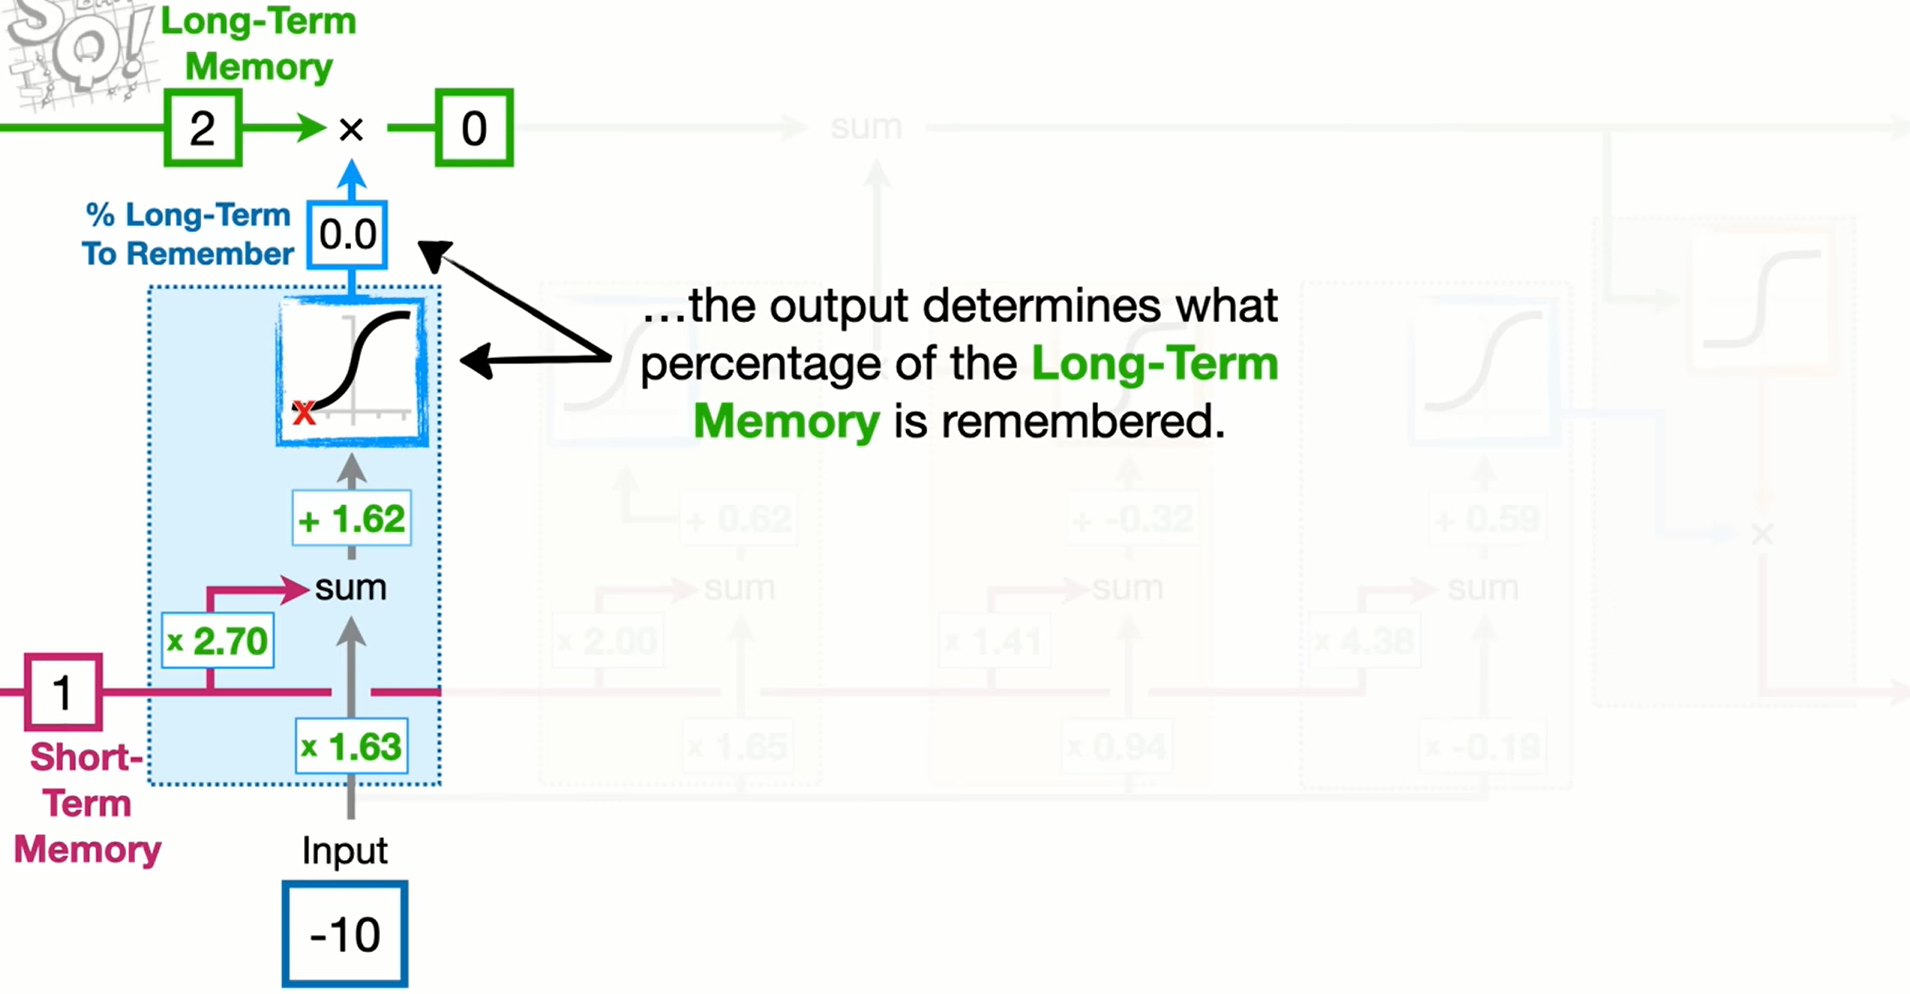 Long-Term
Memory
2
×
0
sum
% Long-Term
To Remember
0.0
...the output determines what
percentage of the Long-Term
Memory is remembered.
X
+ 1.62
+ 0.62
+ -0.32
+ 0.59
×
sum
sum
sum
sum
x 2.70
x 2.00
x 1.41
x 4.38
1
x 1.63
x 1.65
x 0.94
x -0.19
Short-
Term
Memory
Input
-10